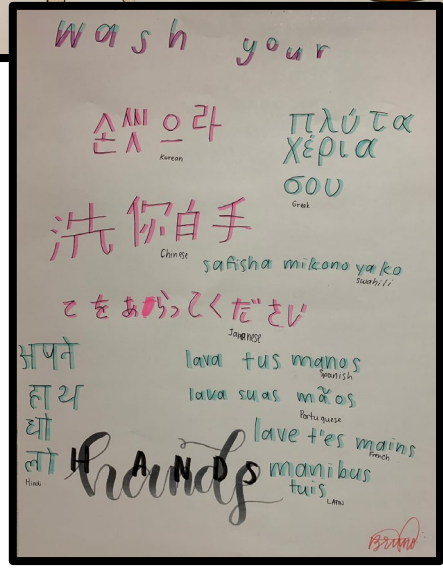 wash your
손씻으라
Korean
πλύτα
χέρια
σου
Greek
洗你白手
Chinese
safisha mikono yako
swahili
てをあらってください
Japanese
अपने
हाथ
धो
लो
Hindi
lava tus manos
Spanish
lava suas mãos
Portuguese
lave t'es mains
French
manibus
tuis
LATIN
HANDS
hands
Bruno